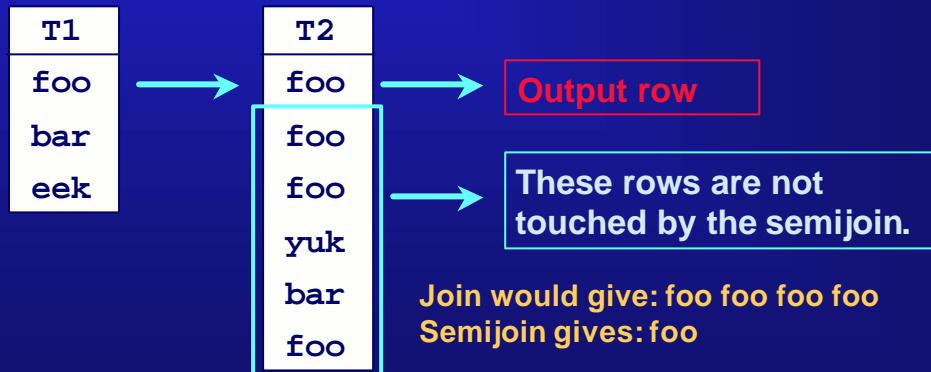 T1
foo
bar
eek
T2
foo
foo
foo
yuk
bar
foo
Output row
These rows are not
touched by the semijoin.
Join would give: foo foo foo foo
Semijoin gives: foo